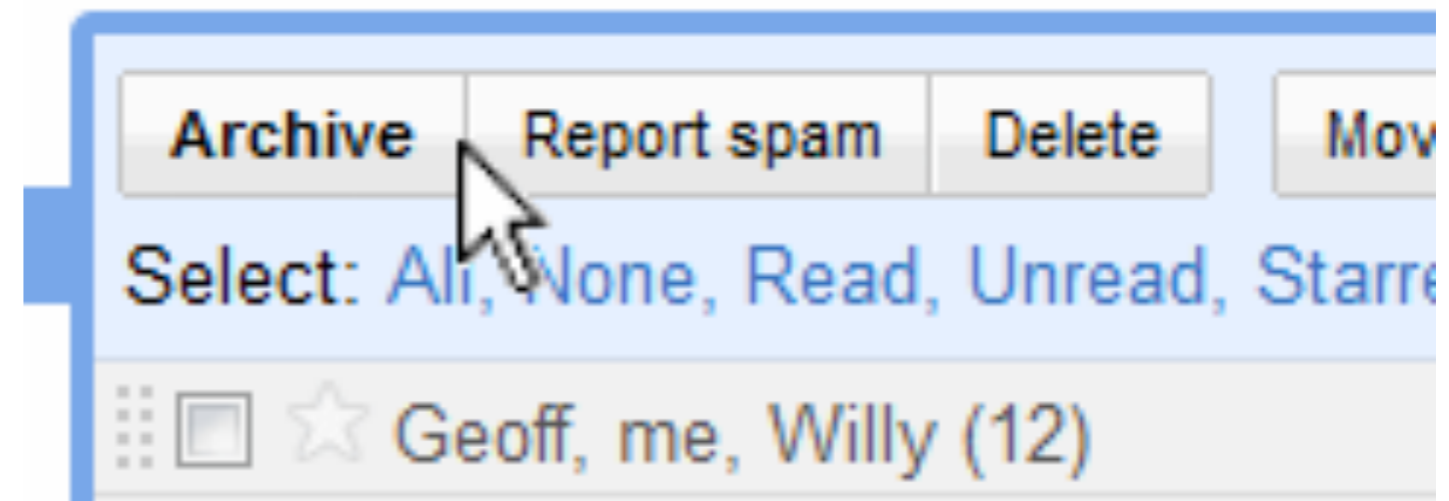 Archive Report spam Delete Mov
Select: All, None, Read, Unread, Starre
Geoff, me, Willy (12)